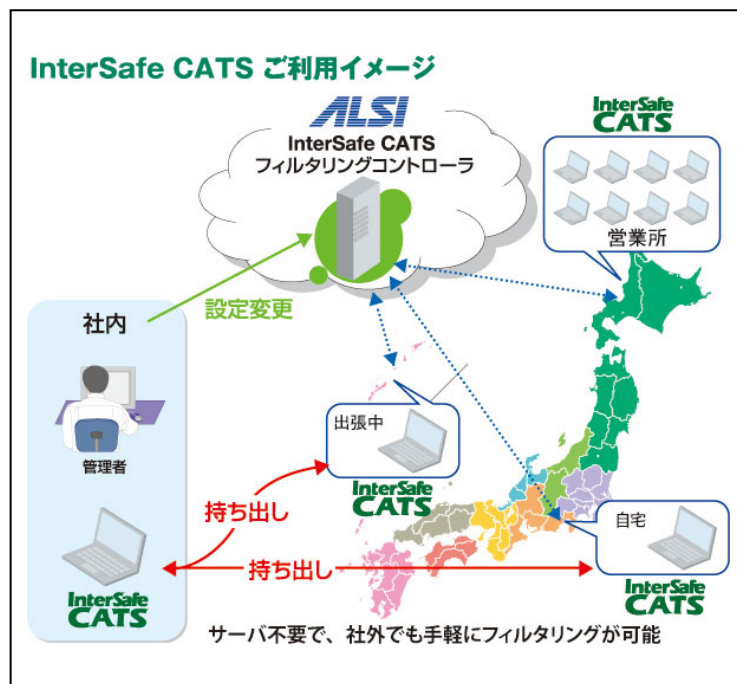 InterSafe CATS ご利用イメージ
ALSI
InterSafe CATS
フィルタリングコントローラ
InterSafe
CATS
営業所
設定変更
社内
管理者
出張中
InterSafe
CATS
持ち出し
自宅
持ち出し
InterSafe
CATS
InterSafe
CATS
サーバ不要で、社外でも手軽にフィルタリングが可能